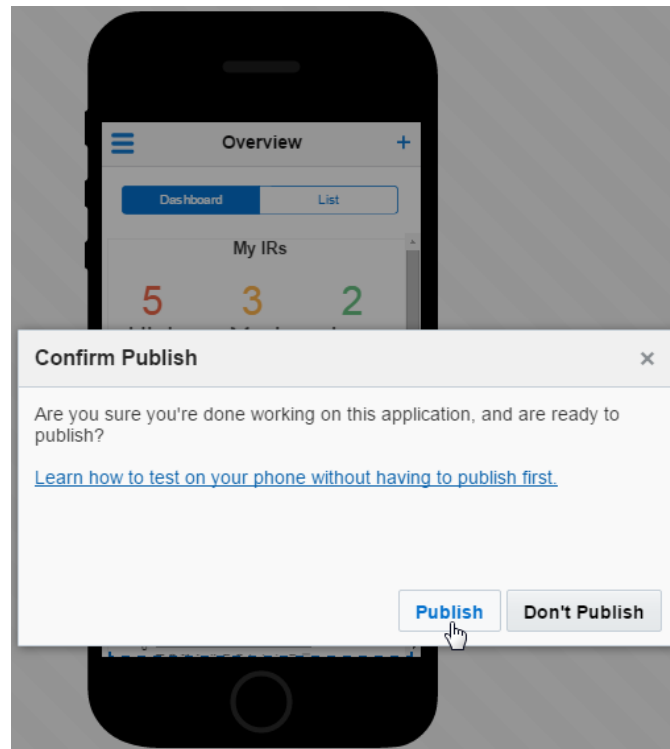 Overview +
Dashboard List
My IRs
5 3 2
Confirm Publish ×
Are you sure you're done working on this application, and are ready to
publish?
Learn how to test on your phone without having to publish first.
Publish Don't Publish